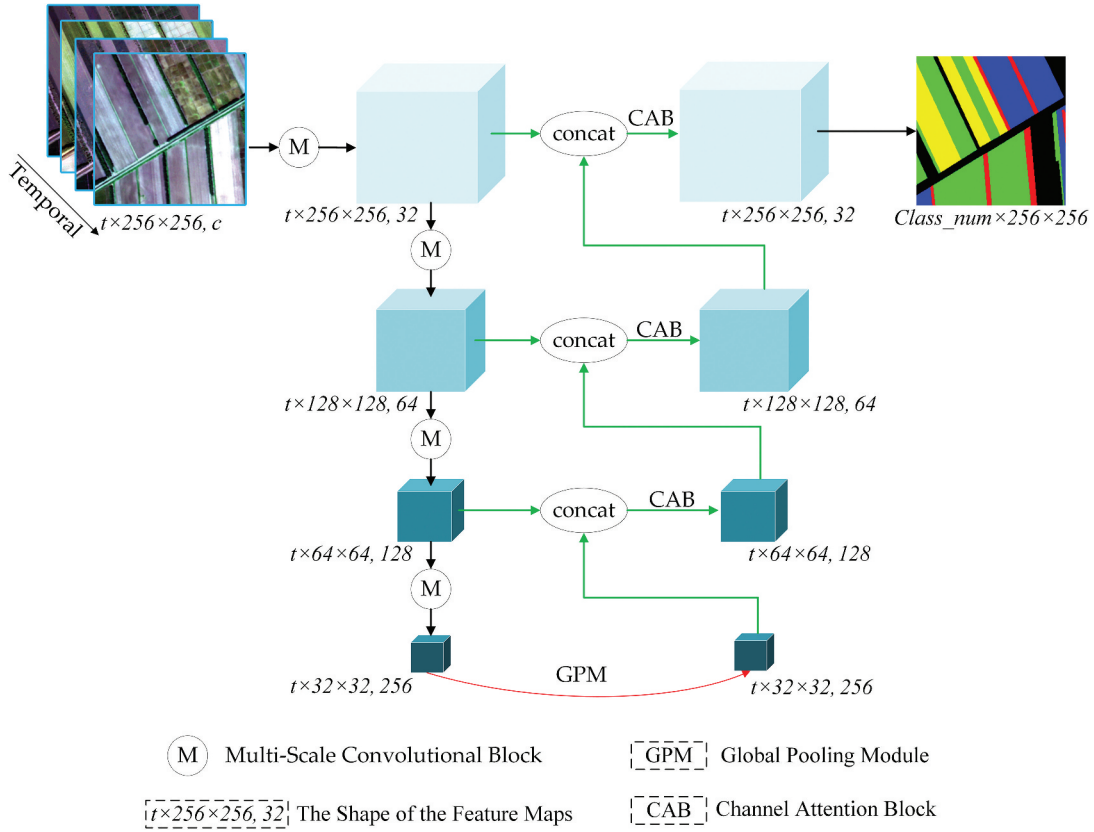 Temporal
t×256×256, c
M
t×256×256, 32
concat
CAB
t×256×256, 32
Class_num×256×256
M
t×128×128, 64
concat
CAB
t×128×128, 64
M
t×64×64, 128
concat
CAB
t×64×64, 128
M
t×32×32, 256
GPM
t×32×32, 256
M Multi-Scale Convolutional Block
GPM Global Pooling Module
t×256×256, 32 The Shape of the Feature Maps
CAB Channel Attention Block